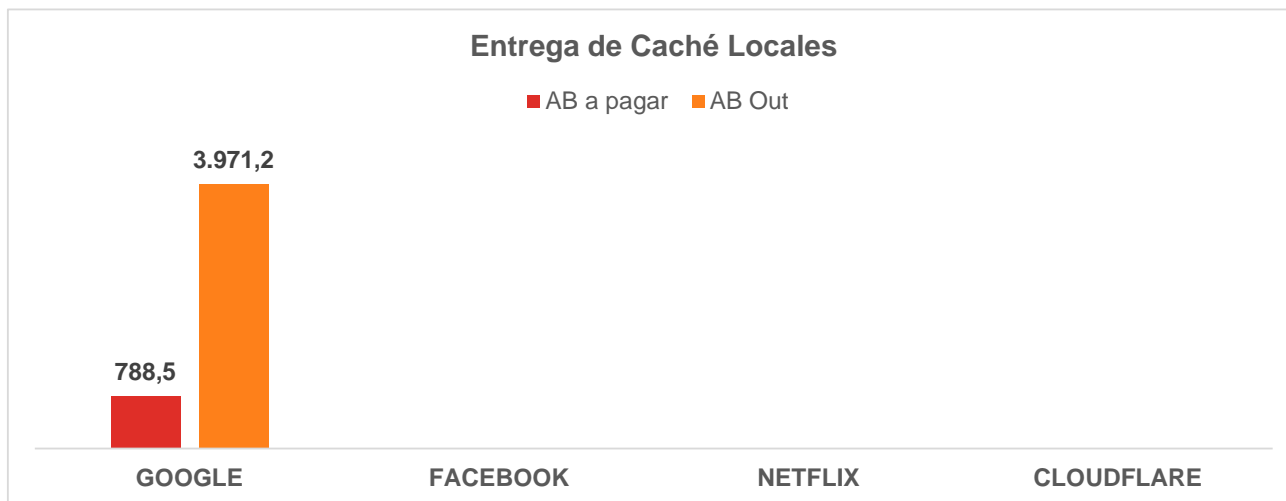 Entrega de Caché Locales
AB a pagar AB Out
3.971,2
788,5
GOOGLE FACEBOOK NETFLIX CLOUDFLARE